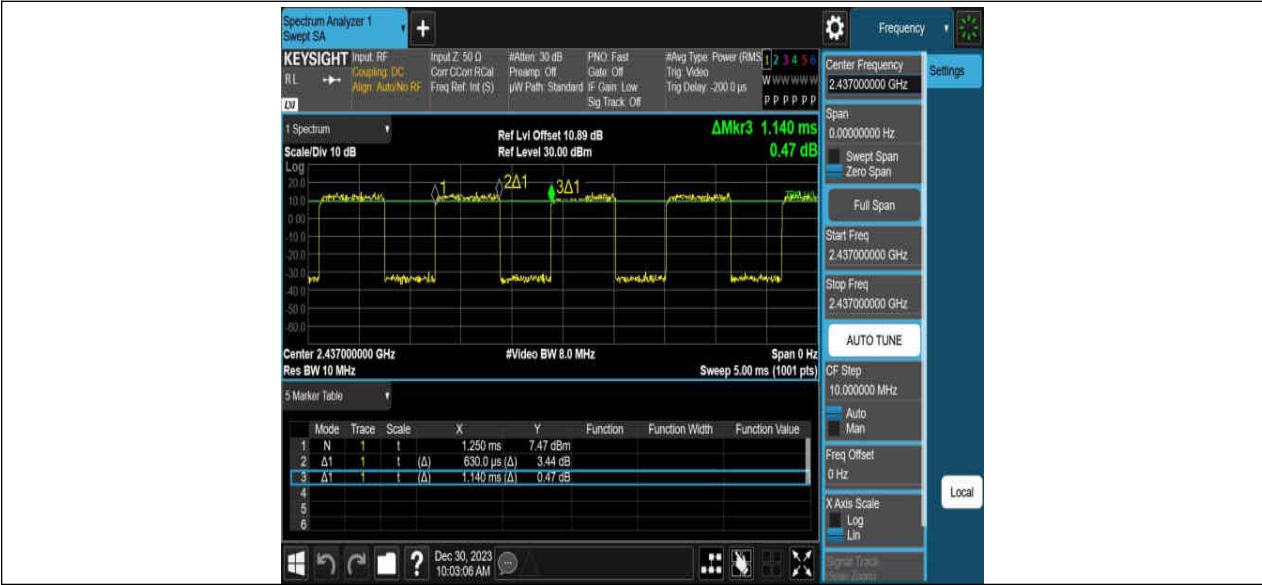 Spectrum Analyzer 1
Swept SA
+
Frequency
KEYSIGHT
RL
LXI
Input: RF
Coupling: DC
Align: Auto/No RF
Input Z: 50 Ω
Corr CCorr RCal
Freq Ref: Int (S)
#Atten: 30 dB
Preamp: Off
µW Path: Standard
PNO: Fast
Gate: Off
IF Gain: Low
Sig Track: Off
#Avg Type: Power (RMS
Trig: Video
Trig Delay: -200.0 µs
1 2 3 4 5 6
W W W W W W
P P P P P P
1 Spectrum
Scale/Div 10 dB
Ref Lvl Offset 10.89 dB
Ref Level 30.00 dBm
ΔMkr3 1.140 ms
0.47 dB
Log
20.0
10.0
0.00
-10.0
-20.0
-30.0
-40.0
-50.0
-60.0
1
2Δ1
3Δ1
Center 2.437000000 GHz
Res BW 10 MHz
#Video BW 8.0 MHz
Span 0 Hz
Sweep 5.00 ms (1001 pts)
5 Marker Table
Mode Trace Scale X Y Function Function Width Function Value
1 N 1 t 1.250 ms 7.47 dBm
2 Δ1 1 t (Δ) 630.0 µs (Δ) 3.44 dB
3 Δ1 1 t (Δ) 1.140 ms (Δ) 0.47 dB
4
5
6
?
Dec 30, 2023
10:03:06 AM
Center Frequency
2.437000000 GHz
Settings
Span
0.00000000 Hz
Swept Span
Zero Span
Full Span
Start Freq
2.437000000 GHz
Stop Freq
2.437000000 GHz
AUTO TUNE
CF Step
10.000000 MHz
Auto
Man
Freq Offset
0 Hz
X Axis Scale
Log
Lin
Signal Track
(Span Zoom)
Local